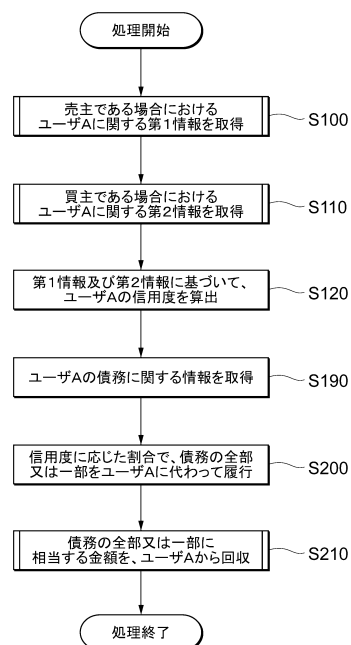 処理開始
売主である場合における
ユーザAに関する第1情報を取得
S100
買主である場合における
ユーザAに関する第2情報を取得
S110
第1情報及び第2情報に基づいて、
ユーザAの信用度を算出
S120
ユーザAの債務に関する情報を取得
S190
信用度に応じた割合で、債務の全部
又は一部をユーザAに代わって履行
S200
債務の全部又は一部に
相当する金額を、ユーザAから回収
S210
処理終了